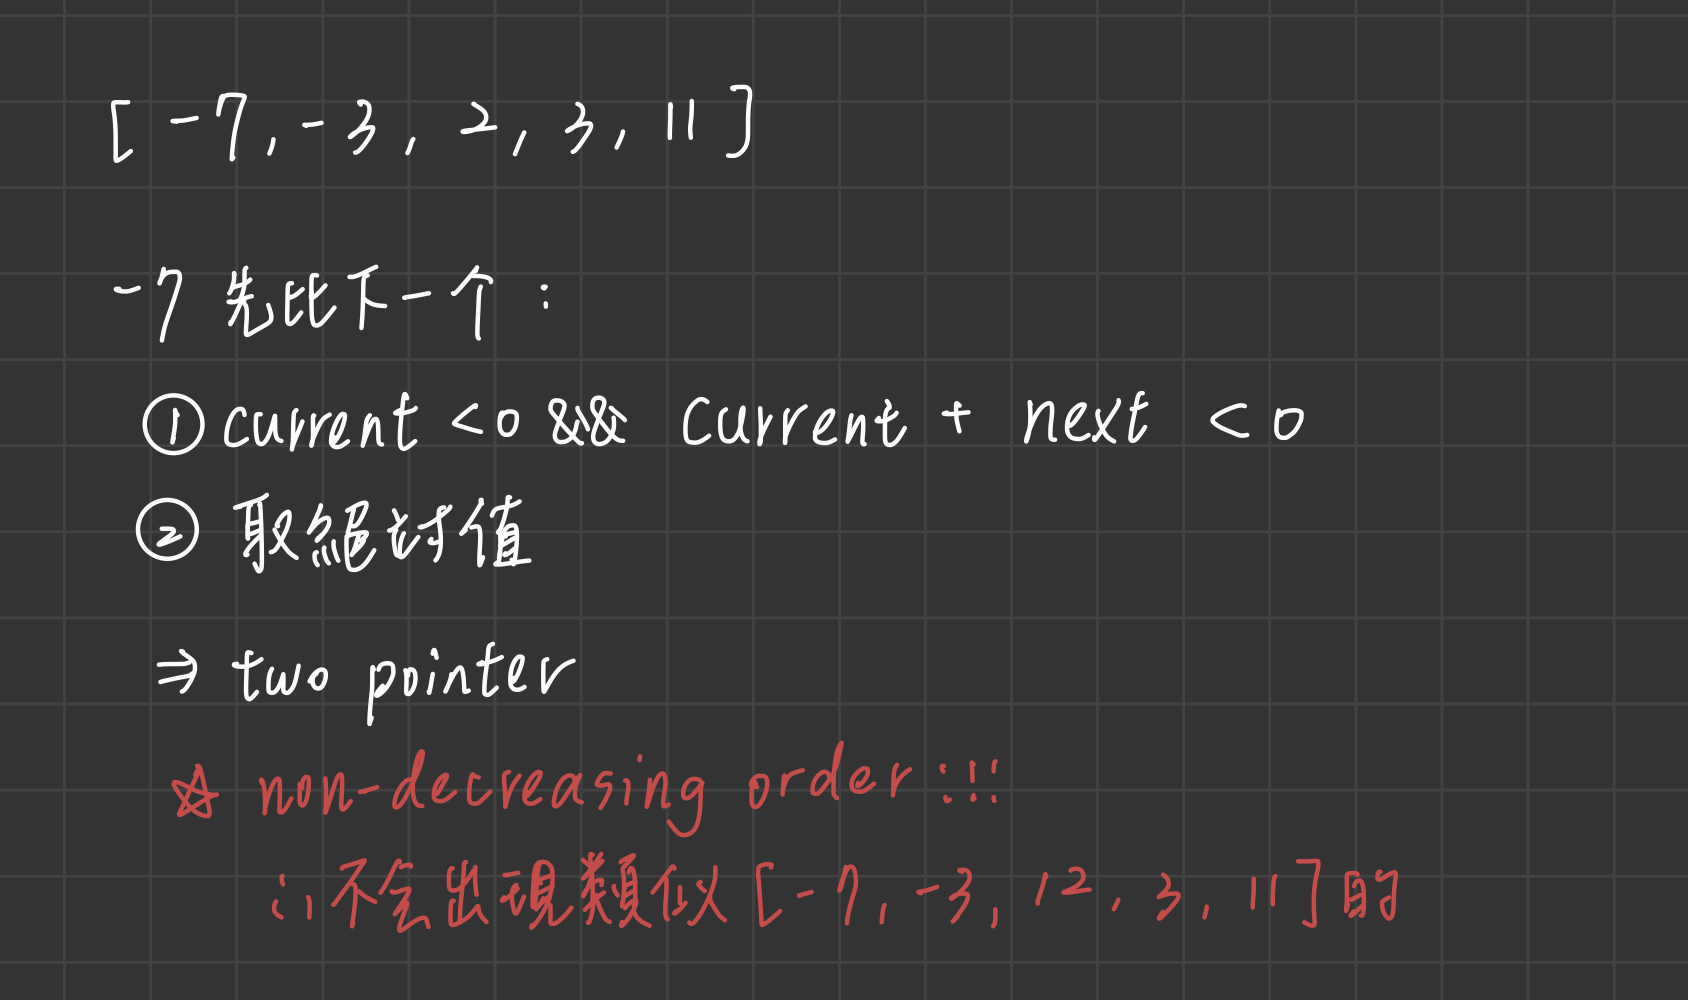 [ -7, -3, 2, 3, 11 ]
-7 先比下一个 :
① current < 0 && current + next < 0
② 取絕对值
⇒ two pointer
☆ non-decreasing order !!!
∴ 不会出現類似 [ -7, -3, 12, 3, 11 ] 的